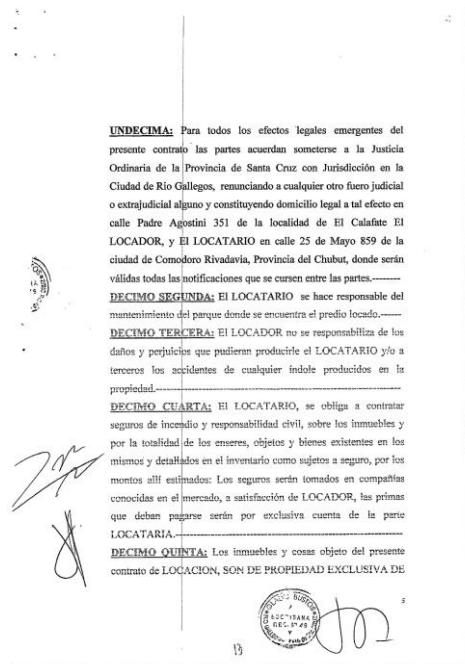 UNDECIMA: Para todos los efectos legales emergentes del
presente contrato las partes acuerdan someterse a la Justicia
Ordinaria de la Provincia de Santa Cruz con Jurisdicción en la
Ciudad de Río Gallegos, renunciando a cualquier otro fuero judicial
o extrajudicial alguno y constituyendo domicilio legal a tal efecto en
calle Padre Agostini 351 de la localidad de El Calafate El
LOCADOR, y El LOCATARIO en calle 25 de Mayo 859 de la
ciudad de Comodoro Rivadavia, Provincia del Chubut, donde serán
válidas todas las notificaciones que se cursen entre las partes.--------
DECIMO SEGUNDA: El LOCATARIO se hace responsable del
mantenimiento del parque donde se encuentra el predio locado.------
DECIMO TERCERA: El LOCADOR no se responsabiliza de los
daños y perjuicios que pudieran producirle el LOCATARIO y/o a
terceros los accidentes de cualquier índole producidos en la
propiedad.----------------------------------------------------
DECIMO CUARTA: El LOCATARIO, se obliga a contratar
seguros de incendio y responsabilidad civil, sobre los inmuebles y
por la totalidad de los enseres, objetos y bienes existentes en los
mismos y detallados en el inventario como sujetos a seguro, por los
montos allí estimados: Los seguros serán tomados en compañías
conocidas en el mercado, a satisfacción de LOCADOR, las primas
que deban pagarse serán por exclusiva cuenta de la parte
LOCATARIA.------------------------------------------------
DECIMO QUINTA: Los inmuebles y cosas objeto del presente
contrato de LOCACION, SON DE PROPIEDAD EXCLUSIVA DE
5